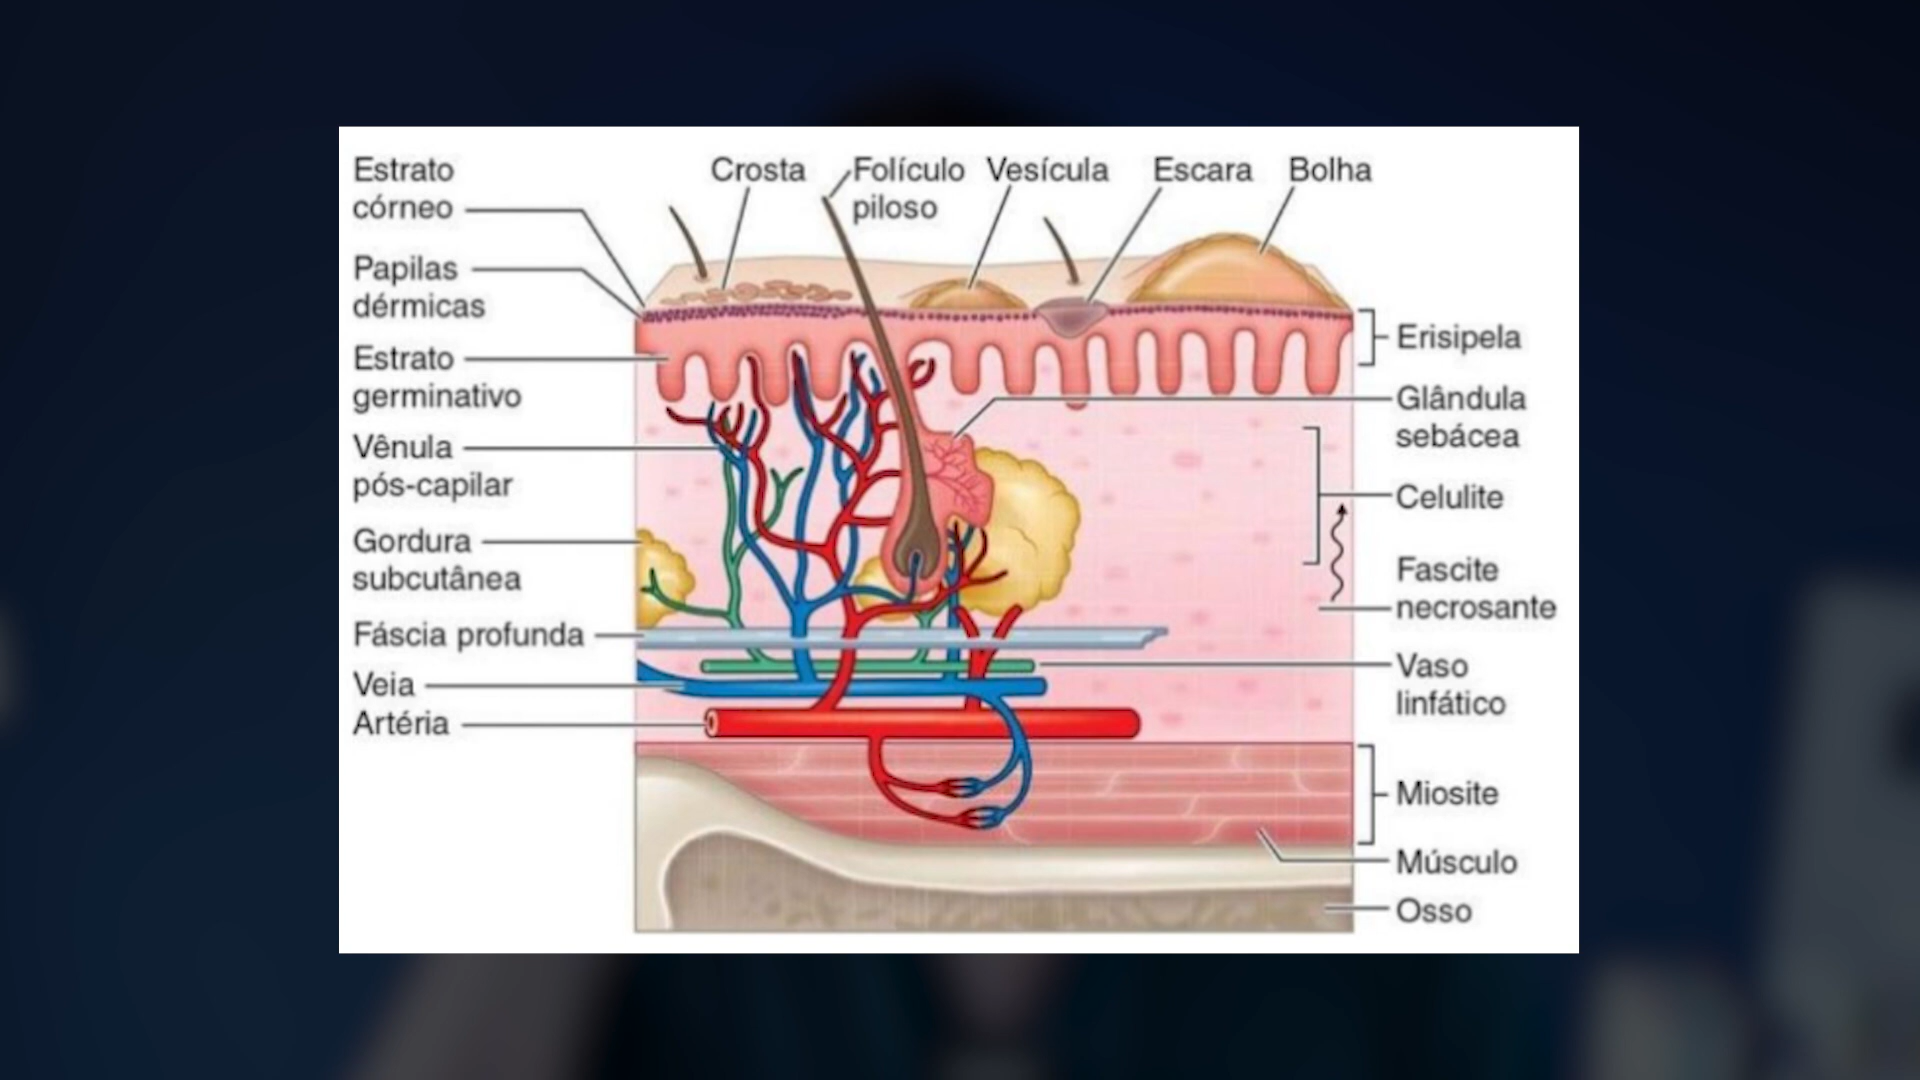 Estrato
córneo
Papilas
dérmicas
Estrato
germinativo
Vênula
pós-capilar
Gordura
subcutânea
Fáscia profunda
Veia
Artéria
Crosta
Folículo
piloso
Vesícula
Escara
Bolha
Erisipela
Glândula
sebácea
Celulite
Fascite
necrosante
Vaso
linfático
Miosite
Músculo
Osso